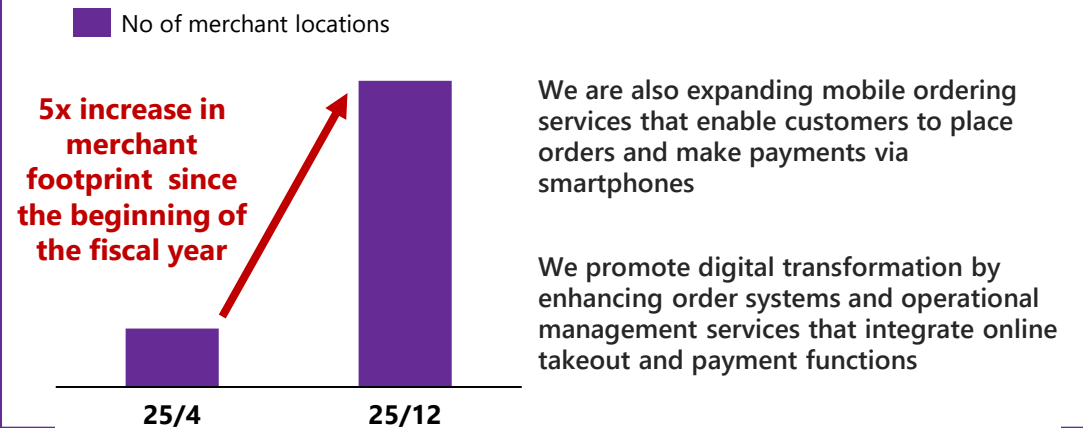 No of merchant locations
5x increase in
merchant
footprint since
the beginning of
the fiscal year
25/4
25/12
We are also expanding mobile ordering
services that enable customers to place
orders and make payments via
smartphones
We promote digital transformation by
enhancing order systems and operational
management services that integrate online
takeout and payment functions